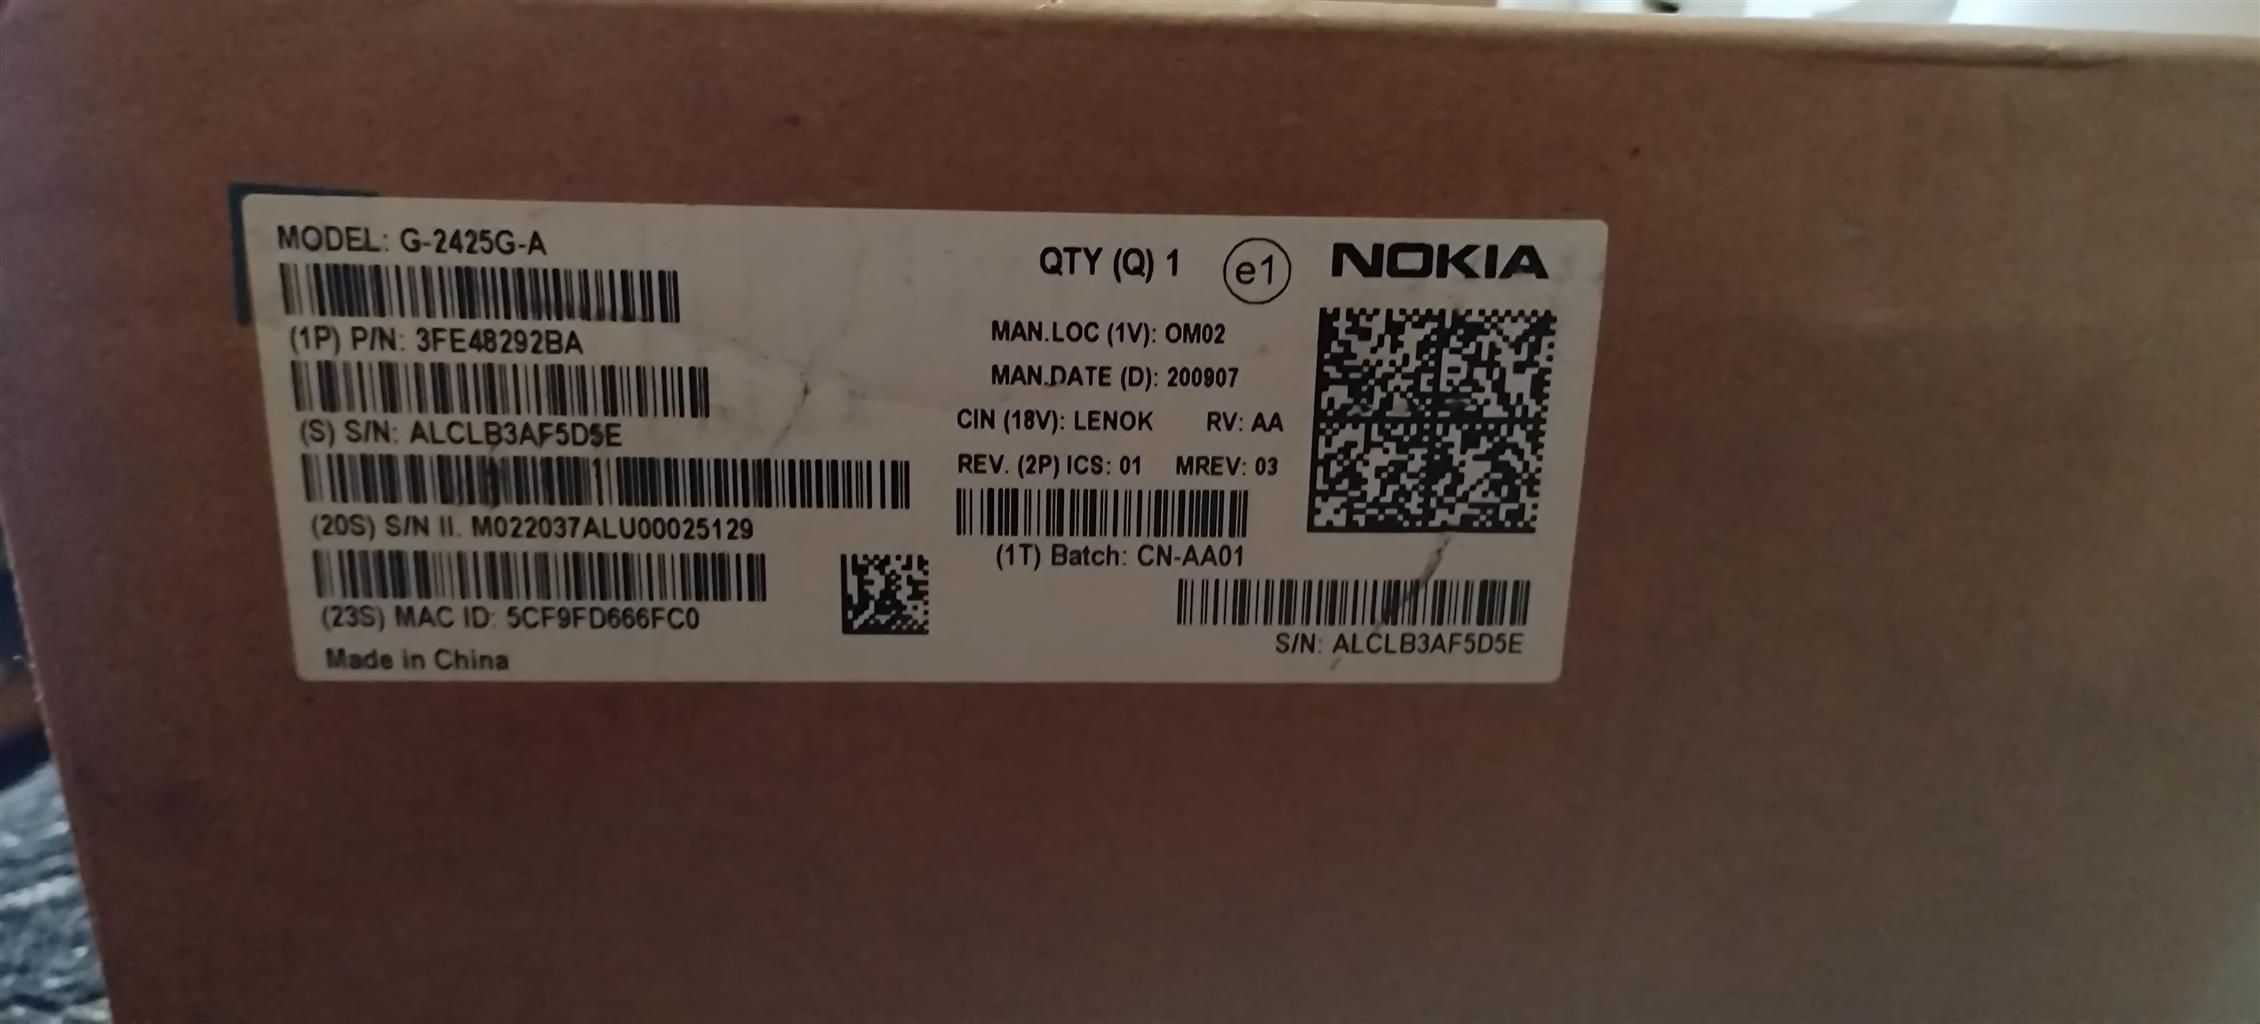 MODEL: G-2425G-A
(1P) P/N: 3FE48292BA
(S) S/N: ALCLB3AF5D5E
(20S) S/N II. M022037ALU00025129
(23S) MAC ID: 5CF9FD666FC0
Made in China
QTY (Q) 1
e1
NOKIA
MAN.LOC (1V): OM02
MAN.DATE (D): 200907
CIN (18V): LENOK RV: AA
REV. (2P) ICS: 01 MREV: 03
(1T) Batch: CN-AA01
S/N: ALCLB3AF5D5E